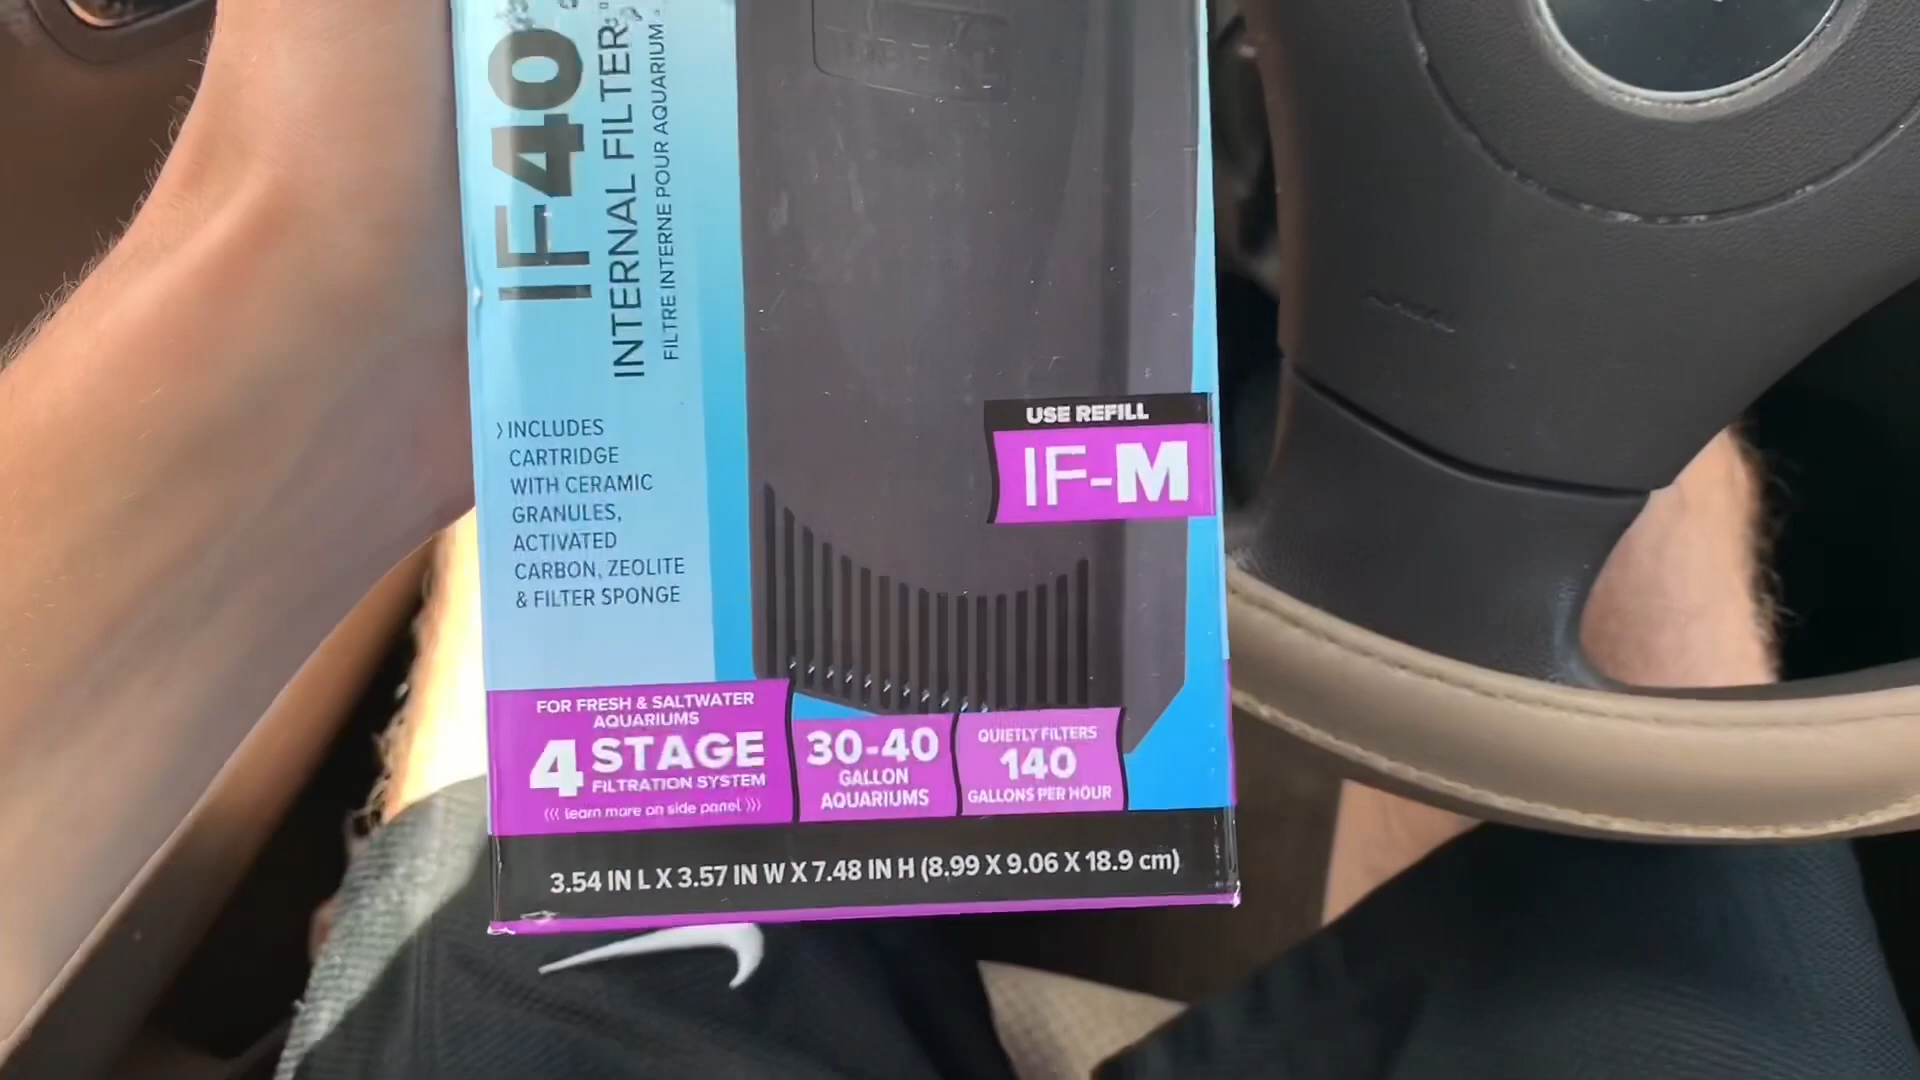 IF40
INTERNAL FILTER
FILTRE INTERNE POUR AQUARIUM
›INCLUDES
CARTRIDGE
WITH CERAMIC
GRANULES,
ACTIVATED
CARBON, ZEOLITE
& FILTER SPONGE
USE REFILL
IF-M
FOR FRESH & SALTWATER
AQUARIUMS
4 STAGE
FILTRATION SYSTEM
‹‹‹ learn more on side panel ›››
30-40
GALLON
AQUARIUMS
QUIETLY FILTERS
140
GALLONS PER HOUR
3.54 IN L X 3.57 IN W X 7.48 IN H (8.99 X 9.06 X 18.9 cm)